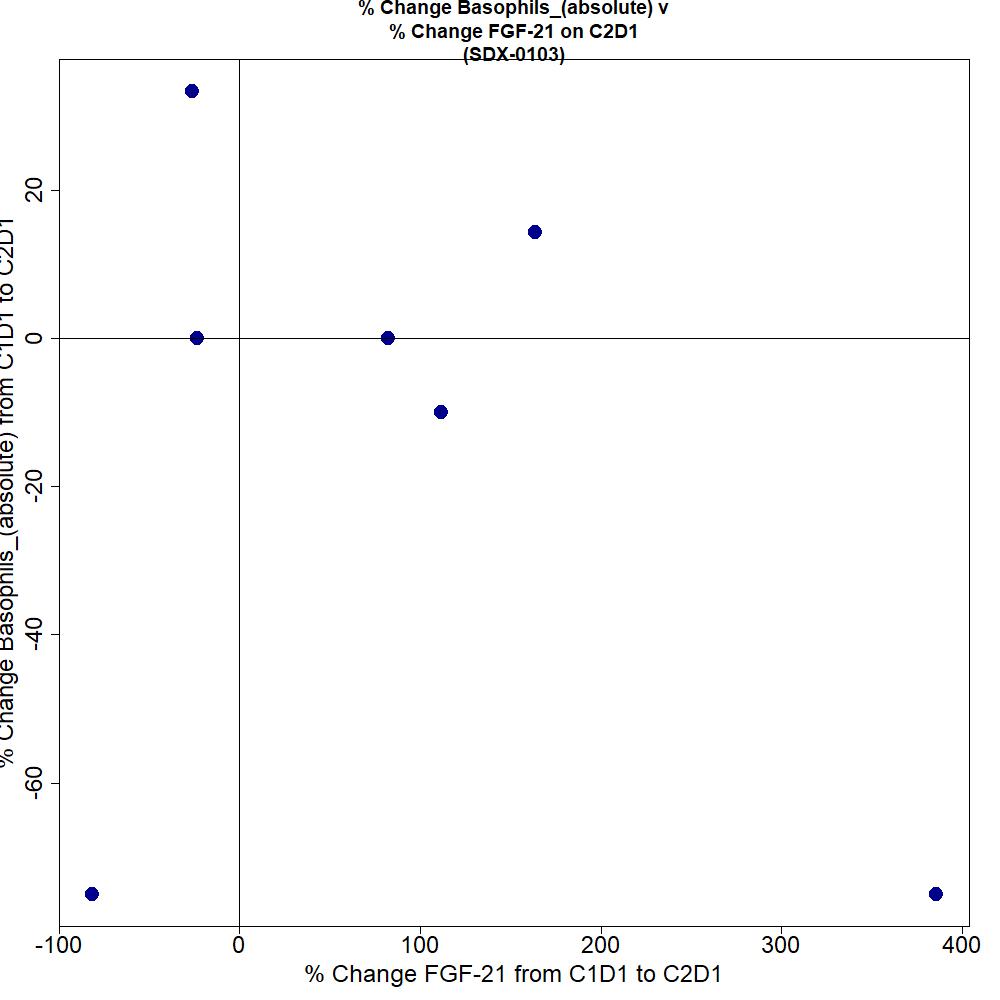 % Change Basophils_(absolute) v
% Change FGF-21 on C2D1
(SDX-0103)
% Change Basophils_(absolute) from C1D1 to C2D1
20
0
-20
-40
-60
-100 0 100 200 300 400
% Change FGF-21 from C1D1 to C2D1